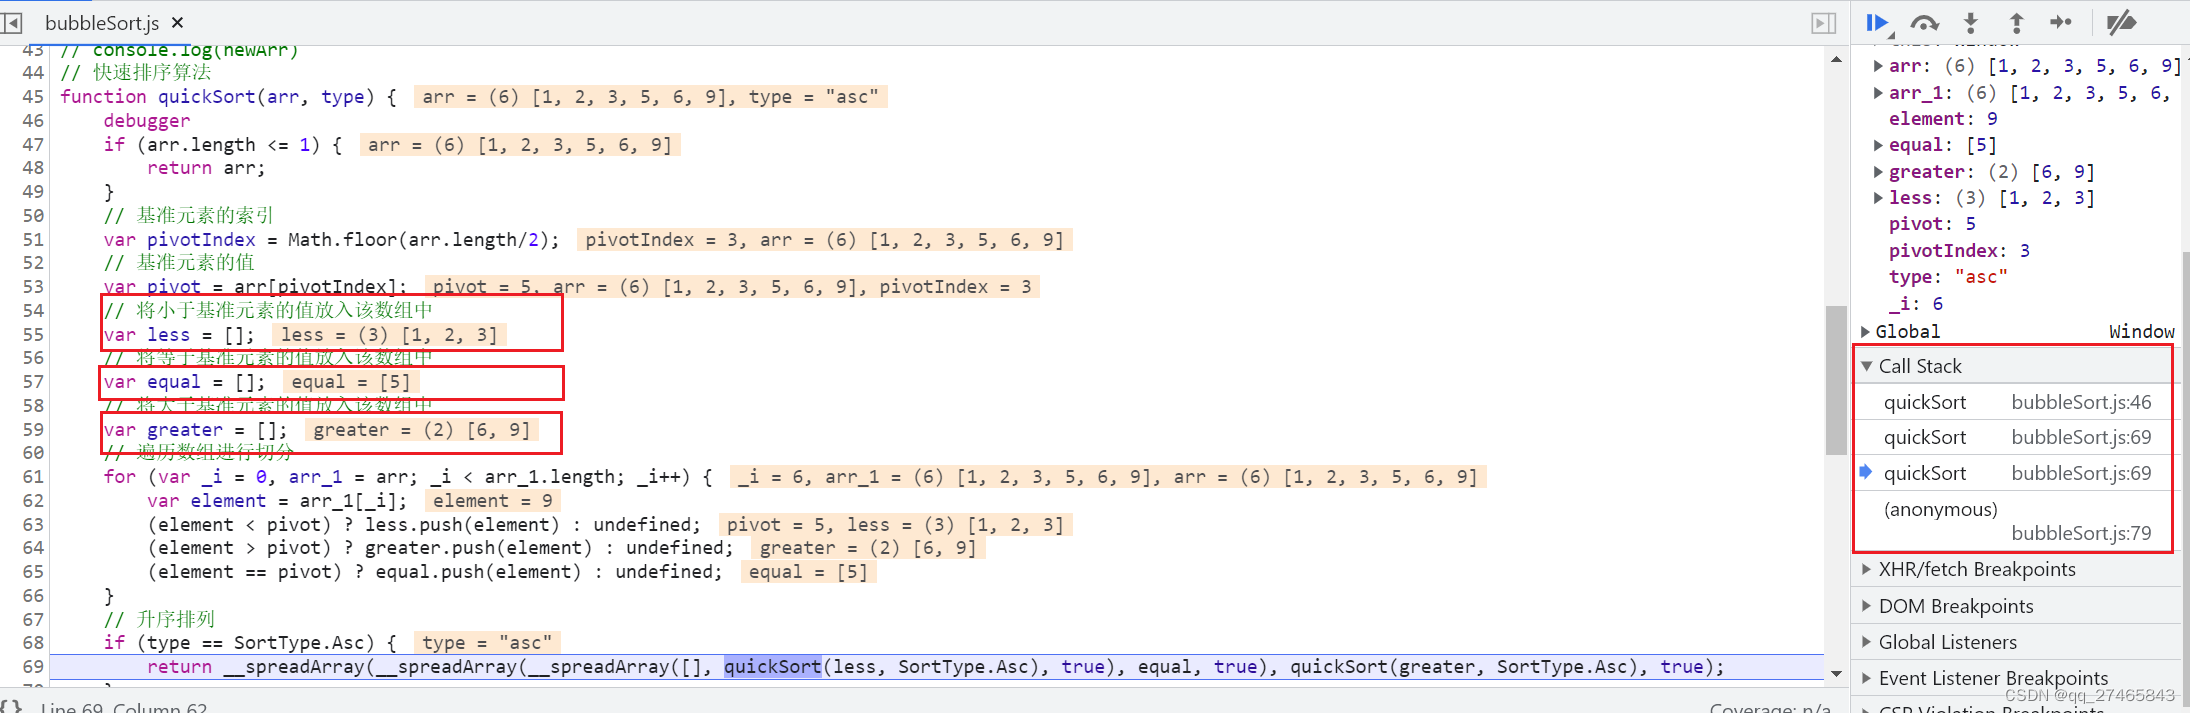 bubbleSort.js ×
43 // console.log(newArr)
44 // 快速排序算法
45 function quickSort(arr, type) { arr = (6) [1, 2, 3, 5, 6, 9], type = "asc"
46 debugger
47 if (arr.length <= 1) { arr = (6) [1, 2, 3, 5, 6, 9]
48 return arr;
49 }
50 // 基准元素的索引
51 var pivotIndex = Math.floor(arr.length/2); pivotIndex = 3, arr = (6) [1, 2, 3, 5, 6, 9]
52 // 基准元素的值
53 var pivot = arr[pivotIndex]; pivot = 5, arr = (6) [1, 2, 3, 5, 6, 9], pivotIndex = 3
54 // 将小于基准元素的值放入该数组中
55 var less = []; less = (3) [1, 2, 3]
56 // 将等于基准元素的值放入该数组中
57 var equal = []; equal = [5]
58 // 将大于基准元素的值放入该数组中
59 var greater = []; greater = (2) [6, 9]
60 // 遍历数组进行切分
61 for (var _i = 0, arr_1 = arr; _i < arr_1.length; _i++) { _i = 6, arr_1 = (6) [1, 2, 3, 5, 6, 9], arr = (6) [1, 2, 3, 5, 6, 9]
62 var element = arr_1[_i]; element = 9
63 (element < pivot) ? less.push(element) : undefined; pivot = 5, less = (3) [1, 2, 3]
64 (element > pivot) ? greater.push(element) : undefined; greater = (2) [6, 9]
65 (element == pivot) ? equal.push(element) : undefined; equal = [5]
66 }
67 // 升序排列
68 if (type == SortType.Asc) { type = "asc"
69 return __spreadArray(__spreadArray(__spreadArray([], quickSort(less, SortType.Asc), true), equal, true), quickSort(greater, SortType.Asc), true);
{} Line 69, Column 62
Coverage: n/a
arr: (6) [1, 2, 3, 5, 6, 9]
arr_1: (6) [1, 2, 3, 5, 6,
element: 9
equal: [5]
greater: (2) [6, 9]
less: (3) [1, 2, 3]
pivot: 5
pivotIndex: 3
type: "asc"
_i: 6
Global Window
Call Stack
quickSort bubbleSort.js:46
quickSort bubbleSort.js:69
quickSort bubbleSort.js:69
(anonymous)
bubbleSort.js:79
XHR/fetch Breakpoints
DOM Breakpoints
Global Listeners
Event Listener Breakpoints
CSP Violation Breakpoints
CSDN @qq_27465843